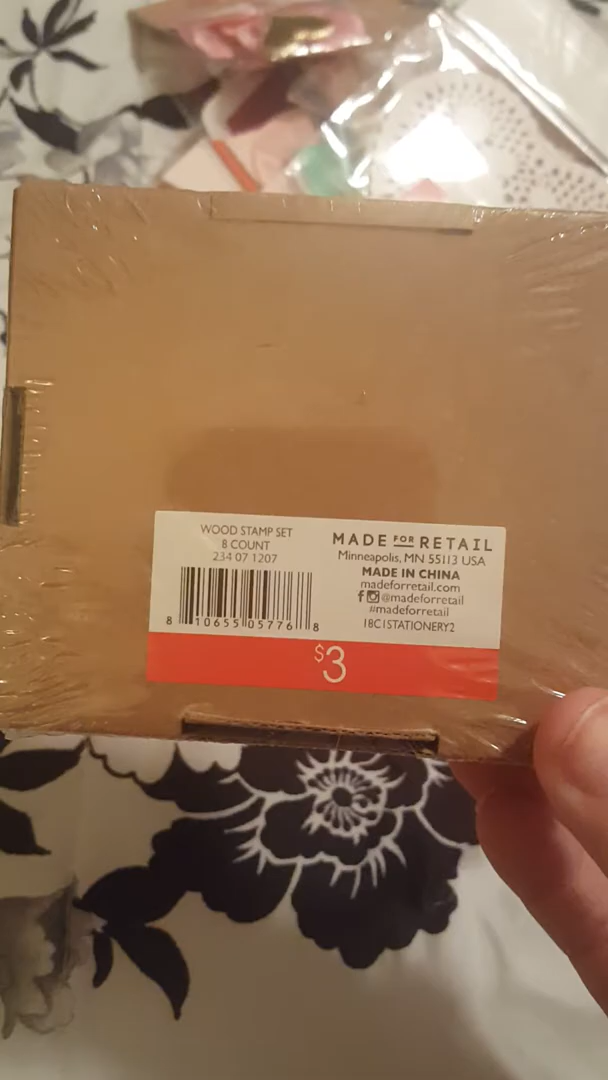 WOOD STAMP SET
8 COUNT
234 07 1207
8 10655 05776 8
MADE FOR RETAIL
Minneapolis, MN 55113 USA
MADE IN CHINA
madeforretail.com
@madeforretail
#madeforretail
18C1STATIONERY2
$3